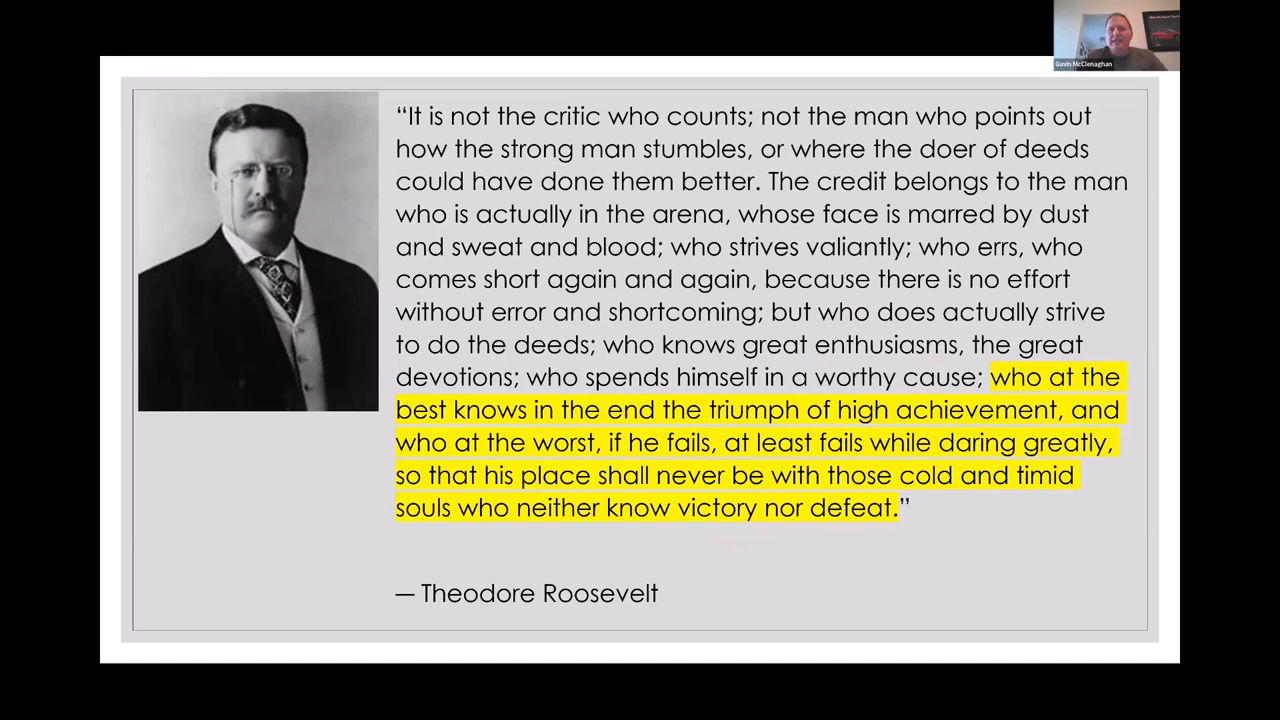 Gavin McClenaghan
“It is not the critic who counts; not the man who points out
how the strong man stumbles, or where the doer of deeds
could have done them better. The credit belongs to the man
who is actually in the arena, whose face is marred by dust
and sweat and blood; who strives valiantly; who errs, who
comes short again and again, because there is no effort
without error and shortcoming; but who does actually strive
to do the deeds; who knows great enthusiasms, the great
devotions; who spends himself in a worthy cause; who at the
best knows in the end the triumph of high achievement, and
who at the worst, if he fails, at least fails while daring greatly,
so that his place shall never be with those cold and timid
souls who neither know victory nor defeat.”
— Theodore Roosevelt